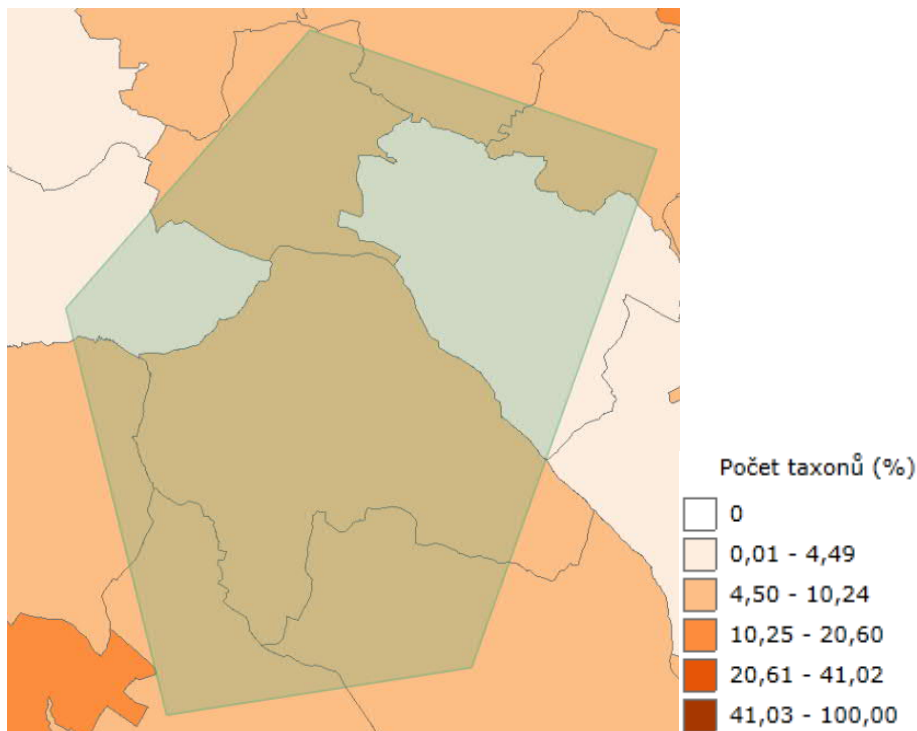 Počet taxonů (%)
0
0,01 - 4,49
4,50 - 10,24
10,25 - 20,60
20,61 - 41,02
41,03 - 100,00